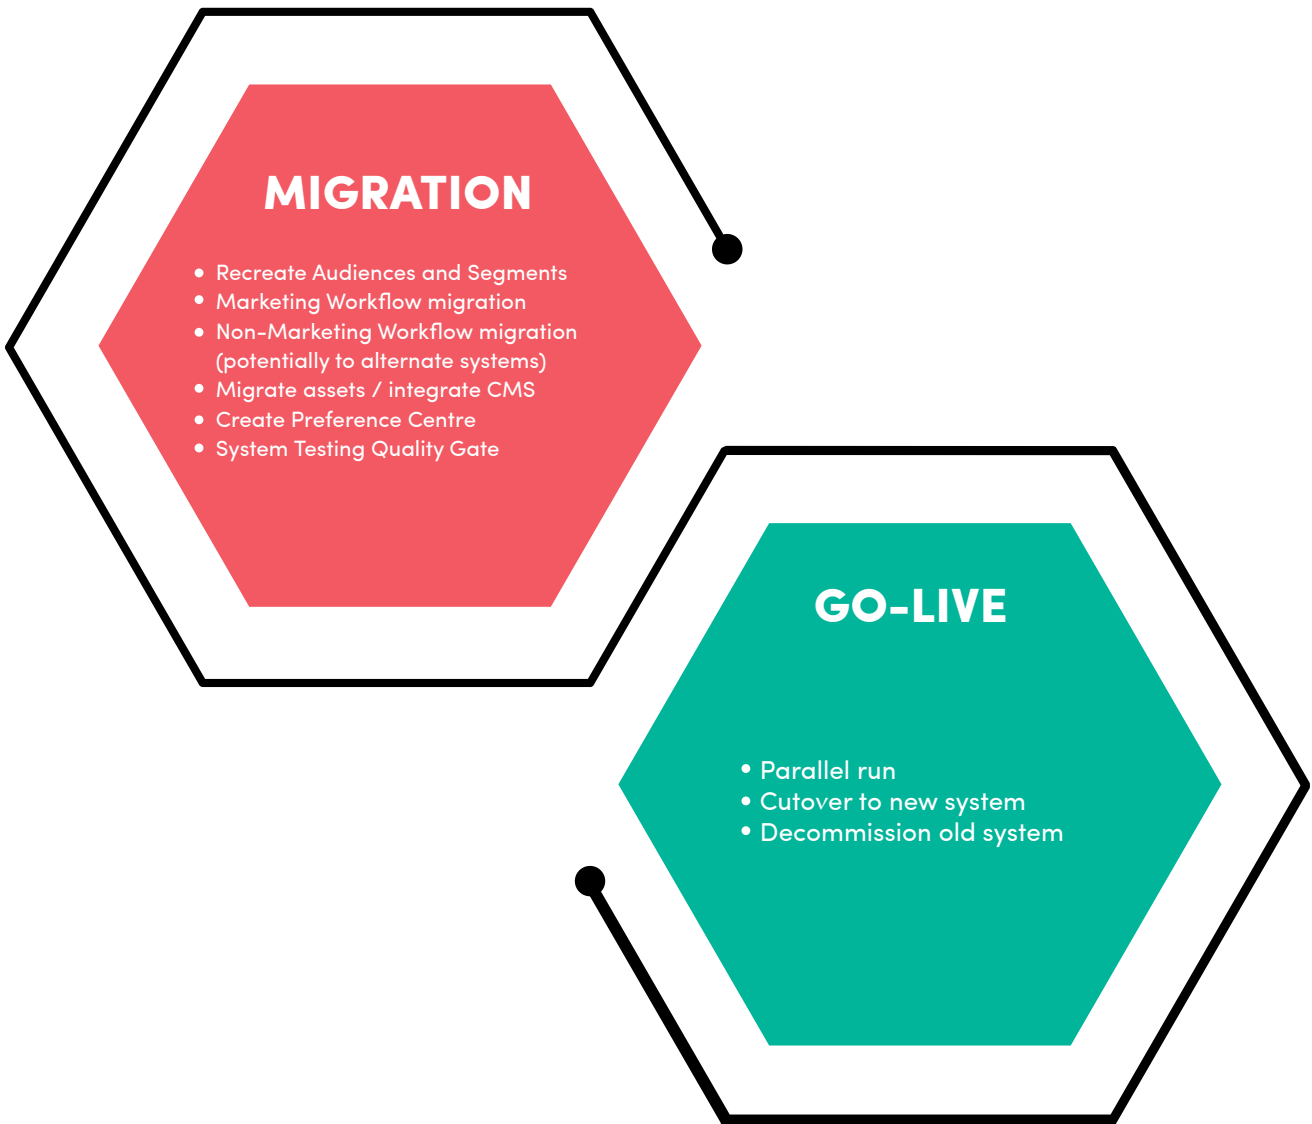 MIGRATION
• Recreate Audiences and Segments
• Marketing Workflow migration
• Non-Marketing Workflow migration
(potentially to alternate systems)
• Migrate assets / integrate CMS
• Create Preference Centre
• System Testing Quality Gate
GO-LIVE
• Parallel run
• Cutover to new system
• Decommission old system